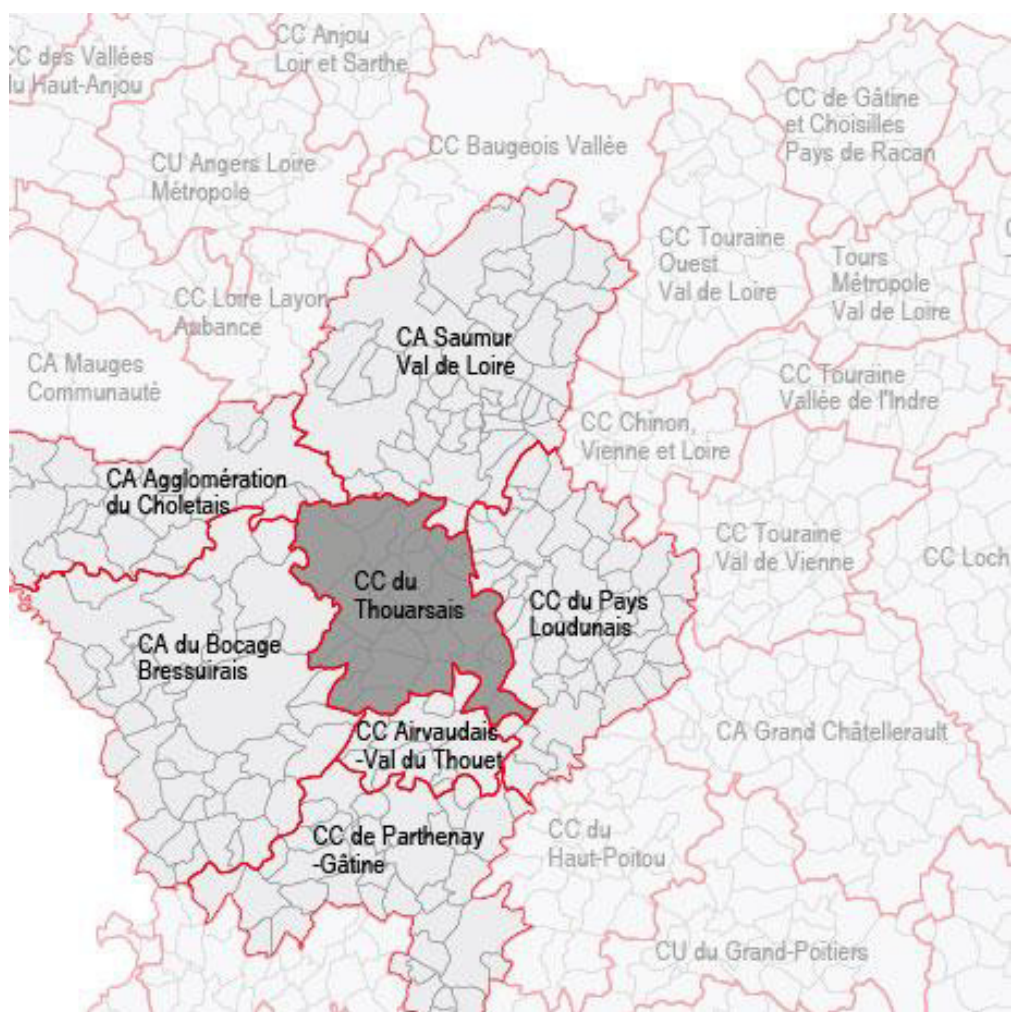 CC des Vallées
du Haut-Anjou
CC Anjou
Loir et Sarthe
CC de Gâtine
et Choisilles
Pays de Racan
CC Baugeois Vallée
CU Angers Loire
Métropole
CC Touraine
Ouest
Val de Loire
Tours
Métropole
Val de Loire
CC Loire Layon
Aubance
CA Saumur
Val de Loire
CA Mauges
Communauté
CC Touraine
Vallée de l'Indre
CC Chinon,
Vienne et Loire
CA Agglomération
du Choletais
CC Touraine
Val de Vienne
CC Loch
CC du
Thouarsais
CC du Pays
Loudunais
CA du Bocage
Bressuirais
CC Airvaudais
-Val du Thouet
CA Grand Châtellerault
CC de Parthenay
-Gâtine
CC du
Haut-Poitou
CU du Grand-Poitiers